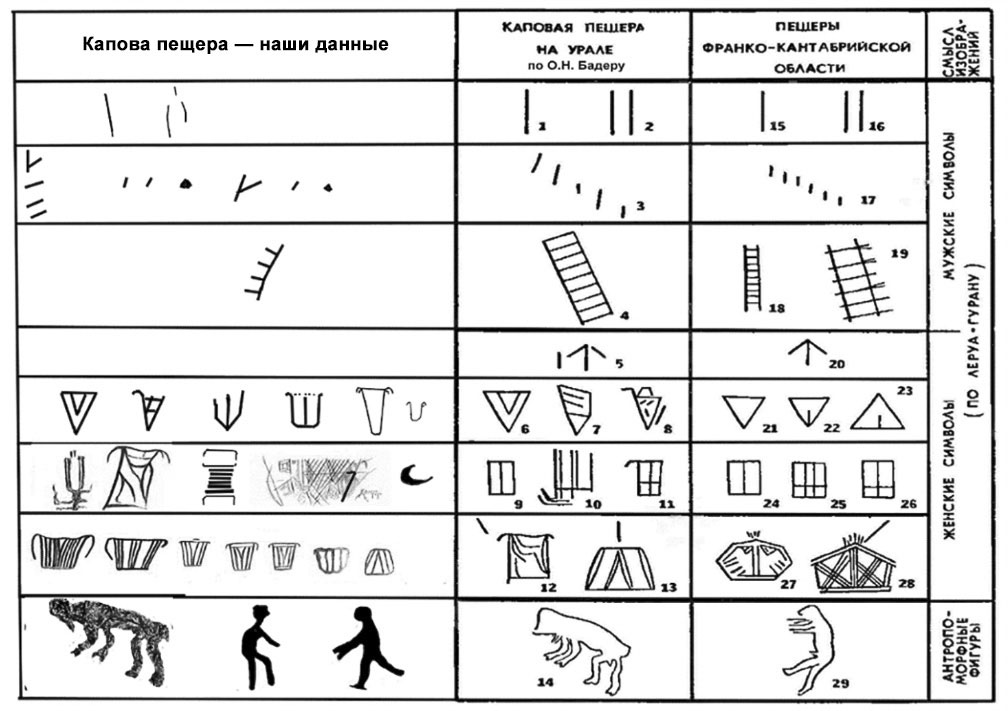 Капова пещера — наши данные
КАПОВАЯ ПЕЩЕРА
НА УРАЛЕ
по О.Н. Бадеру
ПЕЩЕРЫ
ФРАНКО-КАНТАБРИЙСКОЙ
ОБЛАСТИ
СМЫСЛ
ИЗОБРА-
ЖЕНИЙ
1 2 15 16
3 17
4 18 19
МУЖСКИЕ СИМВОЛЫ
5 20
6 7 8 21 22 23
9 10 11 24 25 26
12 13 27 28
ЖЕНСКИЕ СИМВОЛЫ
(ПО ЛЕРУА-ГУРАНУ)
14 29
АНТРОПО-
МОРФНЫЕ
ФИГУРЫ